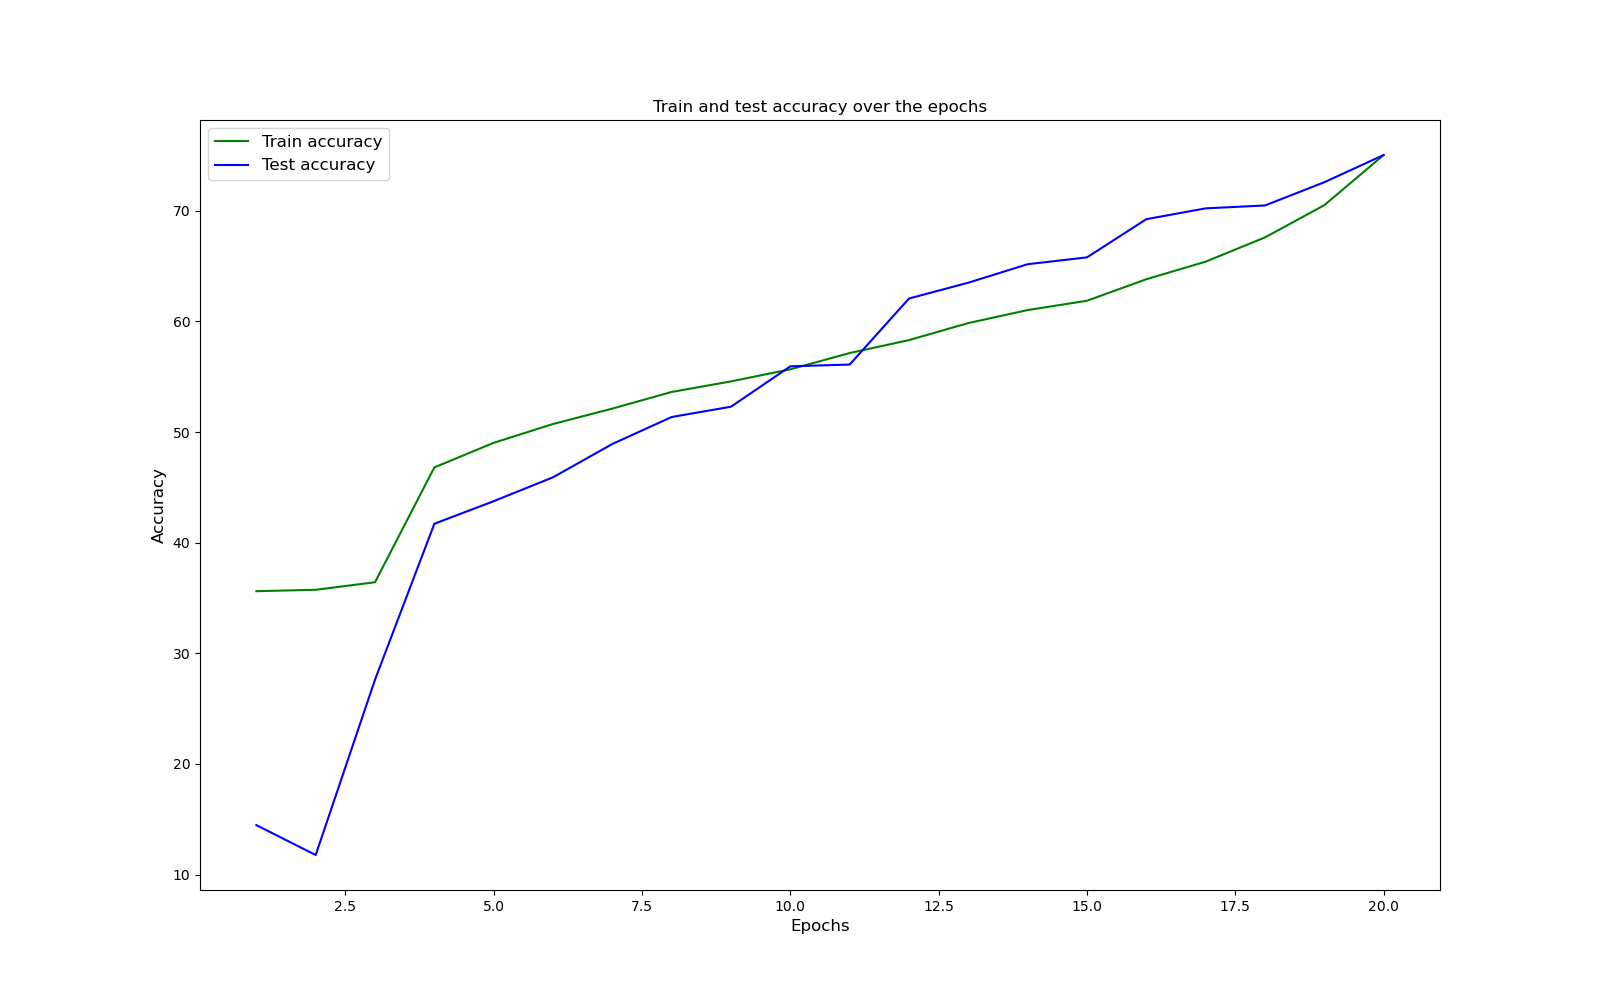 Train and test accuracy over the epochs
Train accuracy
Test accuracy
70
60
50
40
30
20
10
Accuracy
2.5 5.0 7.5 10.0 12.5 15.0 17.5 20.0
Epochs